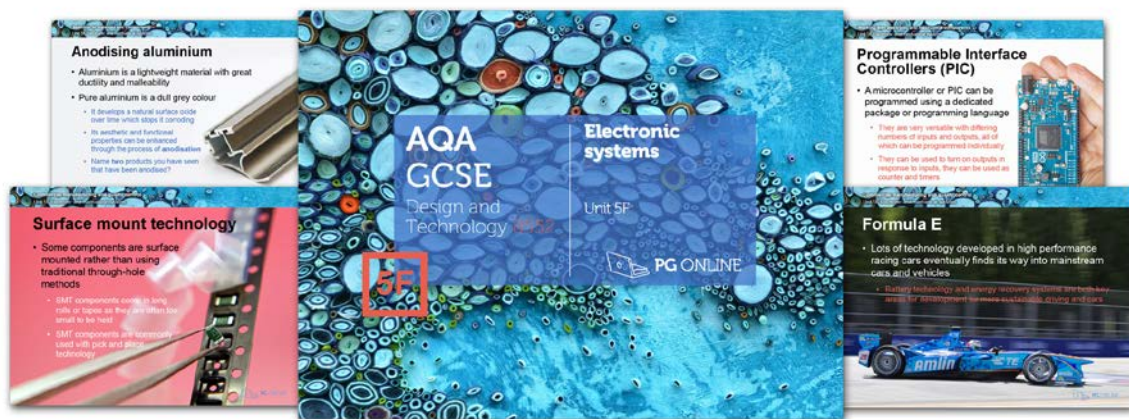 Anodising aluminium
• Aluminium is a lightweight material with great
ductility and malleability
• Pure aluminium is a dull grey colour
• It develops a natural surface oxide
over time which stops it corroding
• Its aesthetic and functional
properties can be enhanced
through the process of anodisation
• Name two products you have seen
that have been anodised?
Surface mount technology
• Some components are surface
mounted rather than using
traditional through-hole
methods
• SMT components come in long
rolls or tapes as they are often too
small to be held
• SMT components are commonly
used with pick and place
technology
PG ONLINE
AQA
GCSE
Design and
Technology 8552
5F
Electronic
systems
Unit 5F
PG ONLINE
Programmable Interface
Controllers (PIC)
• A microcontroller or PIC can be
programmed using a dedicated
package or programming language
• They are very versatile with differing
numbers of inputs and outputs, all of
which can be programmed individually
• They can be used to turn on outputs in
response to inputs, they can be used as
counter and timers
Formula E
• Lots of technology developed in high performance
racing cars eventually finds its way into mainstream
cars and vehicles
• Battery technology and energy recovery systems are both key
areas for development for more sustainable driving and cars
amlin
PG ONLINE